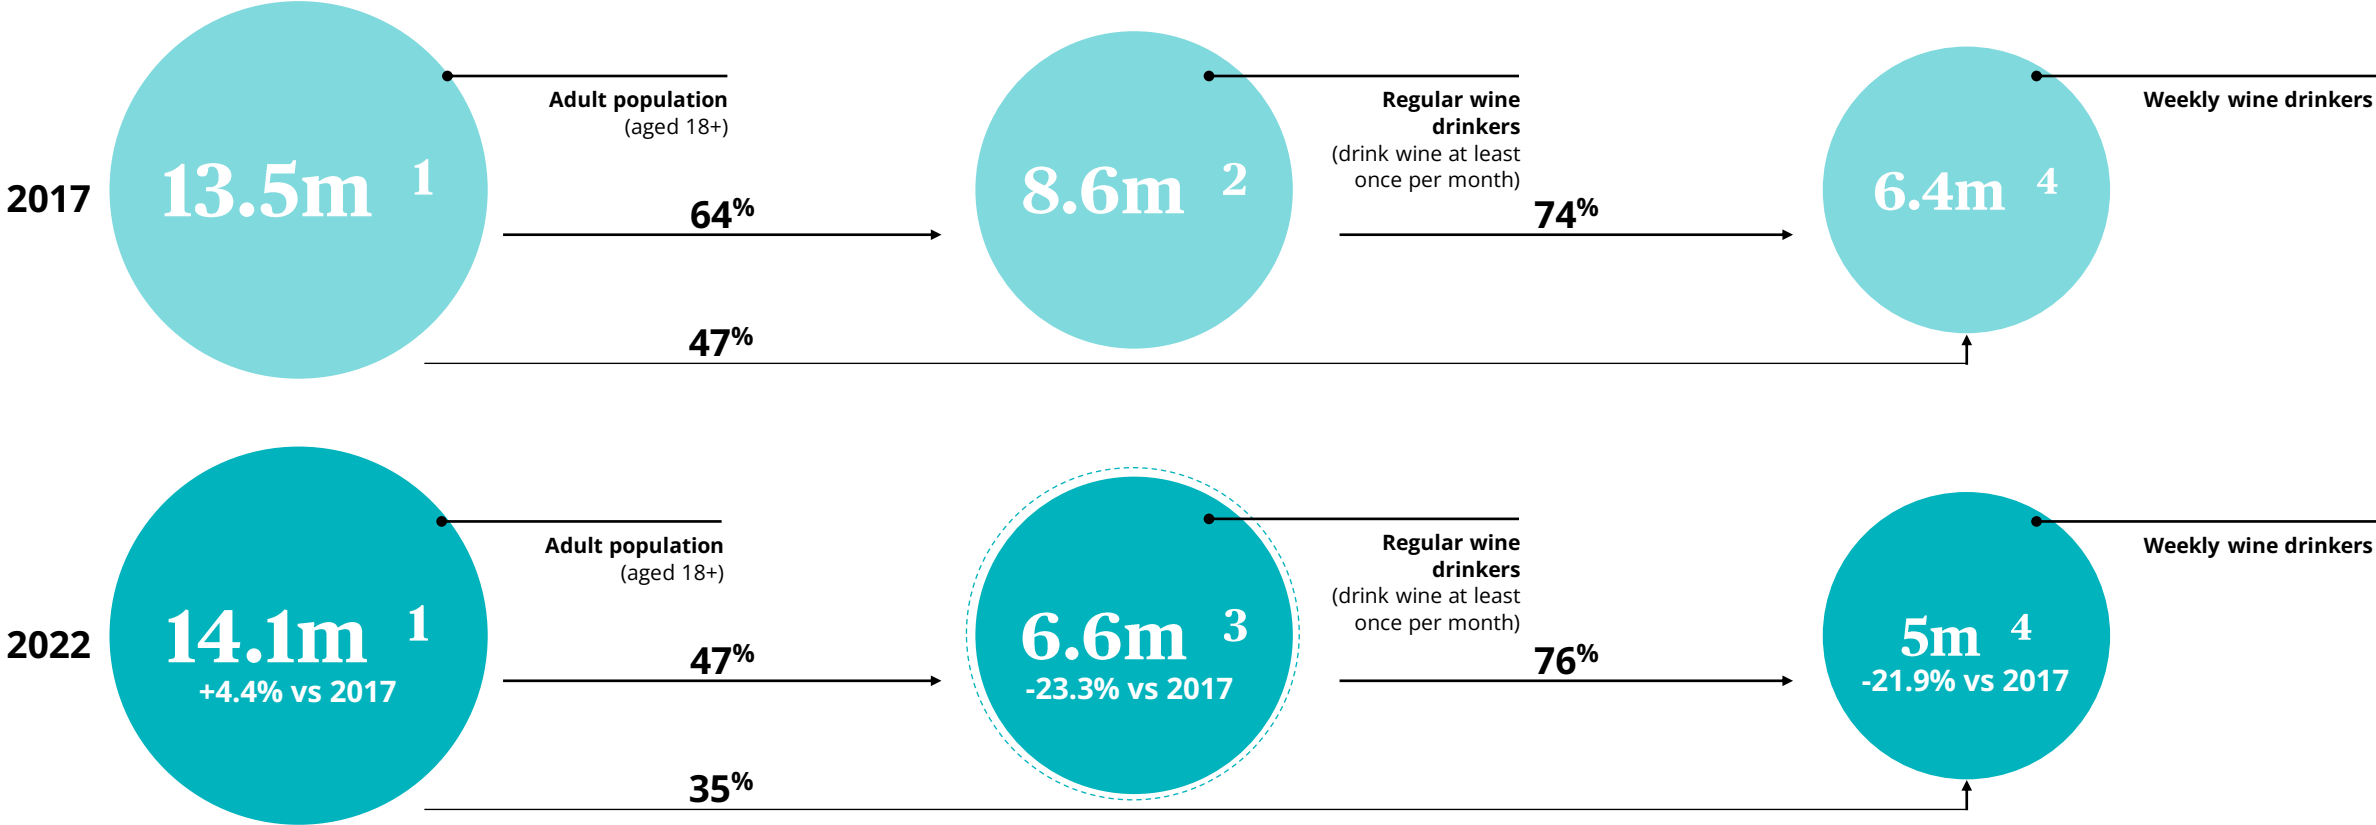 2017
13.5m 1
Adult population
(aged 18+)
64%
47%
8.6m 2
Regular wine
drinkers
(drink wine at least
once per month)
74%
6.4m 4
Weekly wine drinkers
2022
14.1m 1
+4.4% vs 2017
Adult population
(aged 18+)
47%
35%
6.6m 3
-23.3% vs 2017
Regular wine
drinkers
(drink wine at least
once per month)
76%
5m 4
-21.9% vs 2017
Weekly wine drinkers